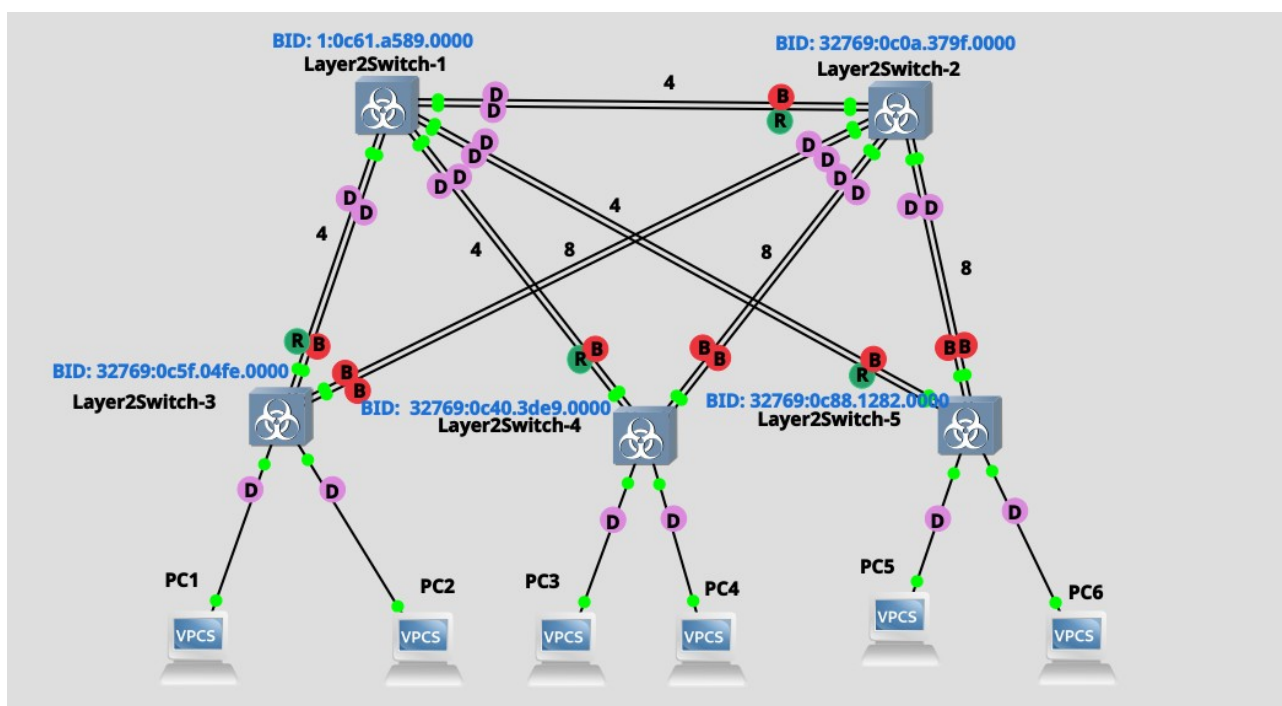 BID: 1:0c61.a589.0000
Layer2Switch-1
BID: 32769:0c0a.379f.0000
Layer2Switch-2
4
D
D
B
R
D
D
D
D
D
D
D
D
D
D
D
D
4
4
4
8
8
8
R
B
B
B
R
B
B
B
B
R
B
B
BID: 32769:0c5f.04fe.0000
Layer2Switch-3
BID: 32769:0c40.3de9.0000
Layer2Switch-4
BID: 32769:0c88.1282.0000
Layer2Switch-5
D
D
D
D
D
D
PC1
PC2
PC3
PC4
PC5
PC6
VPCS
VPCS
VPCS
VPCS
VPCS
VPCS